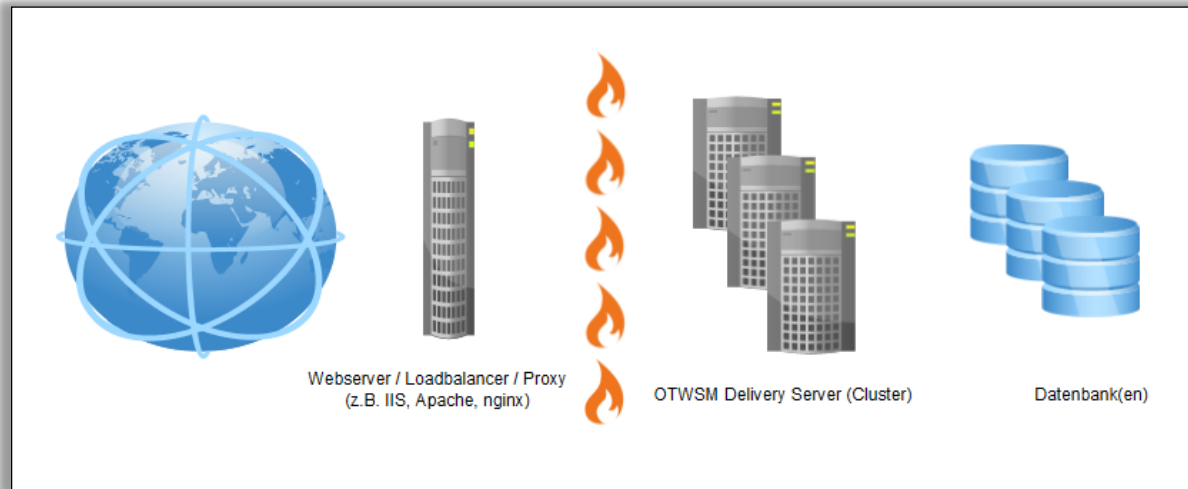 Webserver / Loadbalancer / Proxy
(z.B. IIS, Apache, nginx)
OTWSM Delivery Server (Cluster)
Datenbank(en)